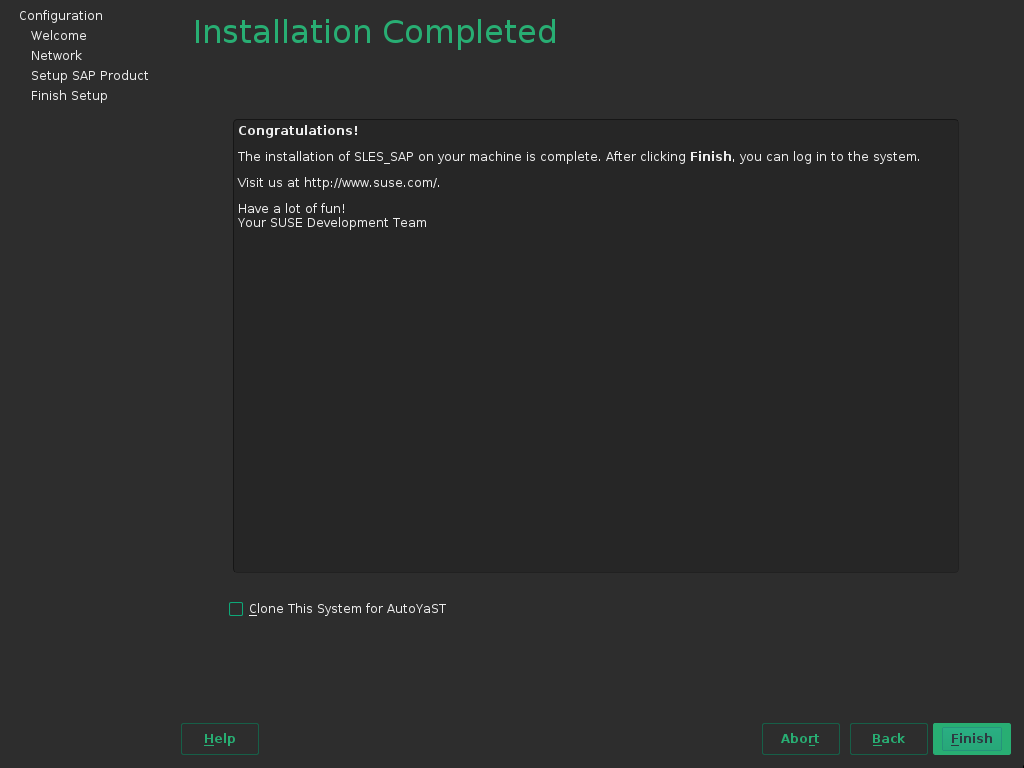 Configuration
Welcome
Network
Setup SAP Product
Finish Setup
Installation Completed
Congratulations!
The installation of SLES_SAP on your machine is complete. After clicking Finish, you can log in to the system.
Visit us at http://www.suse.com/.
Have a lot of fun!
Your SUSE Development Team
Clone This System for AutoYaST
Help
Abort
Back
Finish